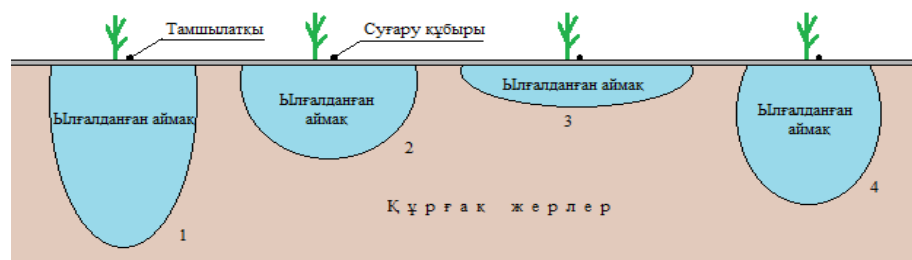 Тамшылатқы
Суғару құбыры
Ылғалданған аймақ
Ылғалданған
аймақ
Ылғалданған аймақ
Ылғалданған
аймақ
1
2
3
4
Құрғақ жерлер